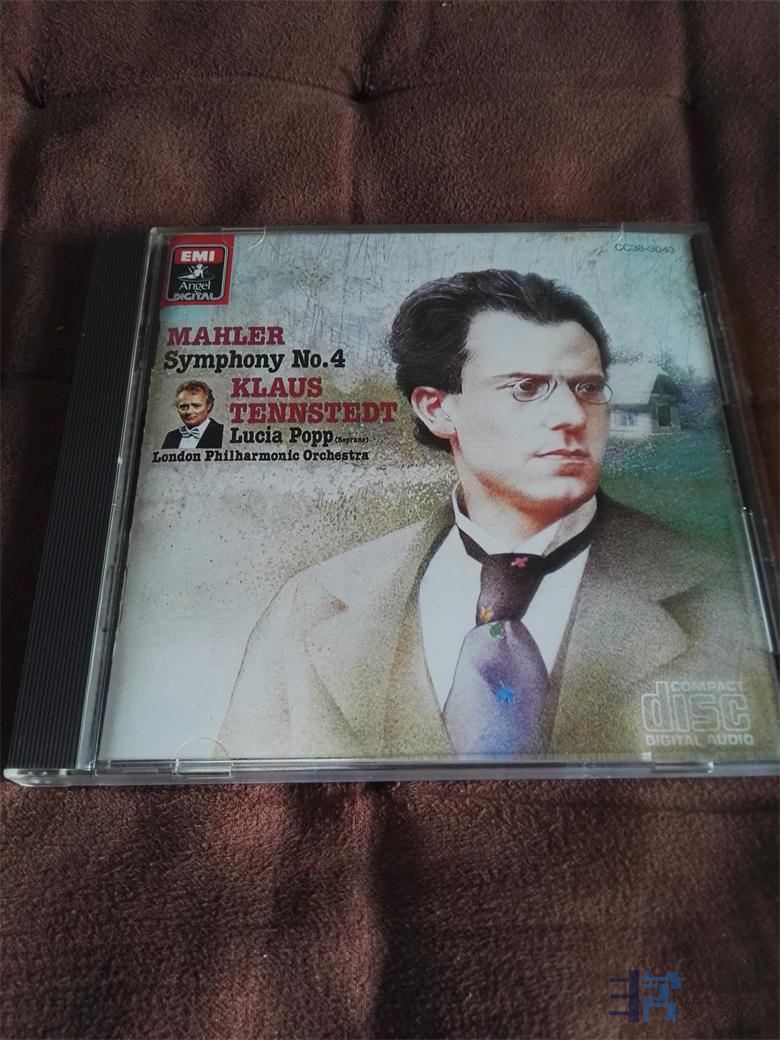 EMI
Angel
DIGITAL
CC38-3043
MAHLER
Symphony No.4
KLAUS
TENNSTEDT
Lucia Popp (Soprano)
London Philharmonic Orchestra
COMPACT
disc
DIGITAL AUDIO